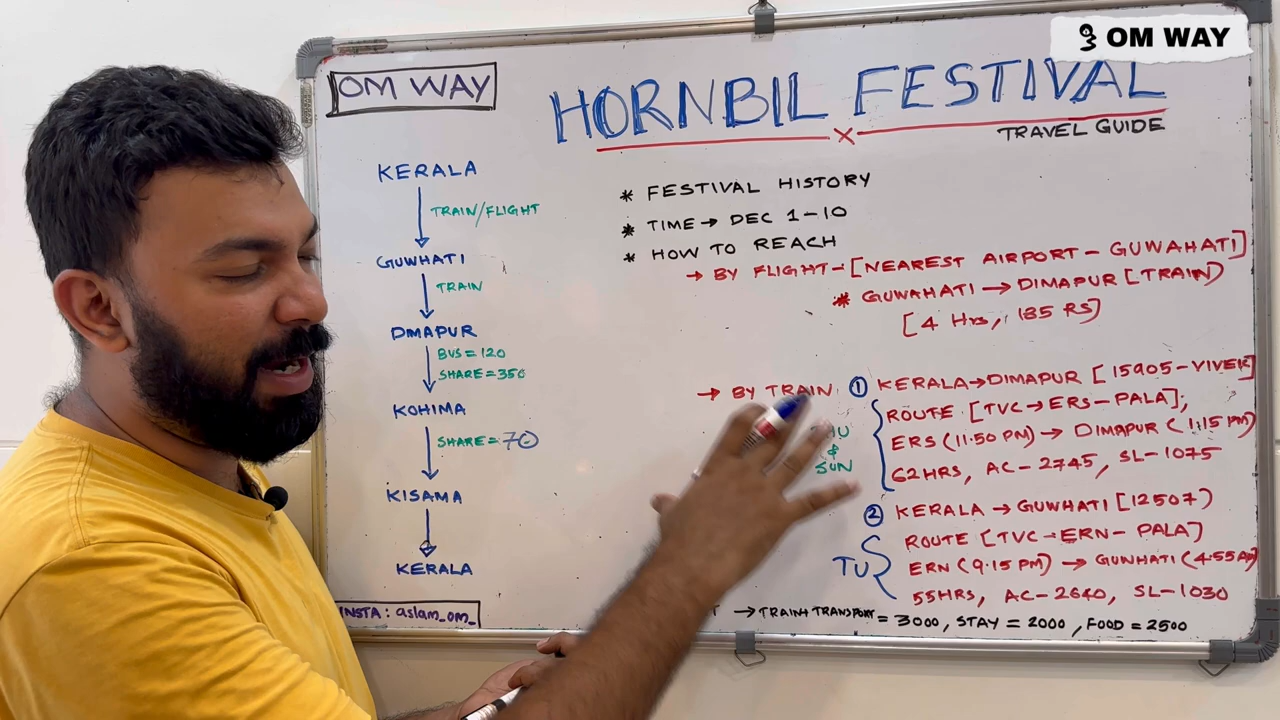 OM WAY
OM WAY
HORNBIL FESTIVAL
TRAVEL GUIDE
KERALA
TRAIN/FLIGHT
GUWHATI
TRAIN
DMAPUR
BUS = 120
SHARE = 350
KOHIMA
SHARE = 70
KISAMA
KERALA
INSTA : aslam_om_
* FESTIVAL HISTORY
* TIME → DEC 1-10
* HOW TO REACH
→ BY FLIGHT - [NEAREST AIRPORT - GUWAHATI]
* GUWAHATI → DIMAPUR [TRAIN)
[4 Hrs, 185 RS]
→ BY TRAIN ① KERALA → DIMAPUR [15905 - VIVEK]
ROUTE [TVC → ERS - PALA];
ERS (11.50 PM) → DIMAPUR (1:15 PM)
& SUN
62HRS, AC - 2745, SL - 1075
② KERALA → GUWHATI [12507)
ROUTE [TVC → ERN - PALA]
TU
ERN (9.15 PM) → GUWHATI (4.55 AM)
55HRS, AC - 2640, SL - 1030
→ TRAIN + TRANSPORT = 3000, STAY = 2000, FOOD = 2500